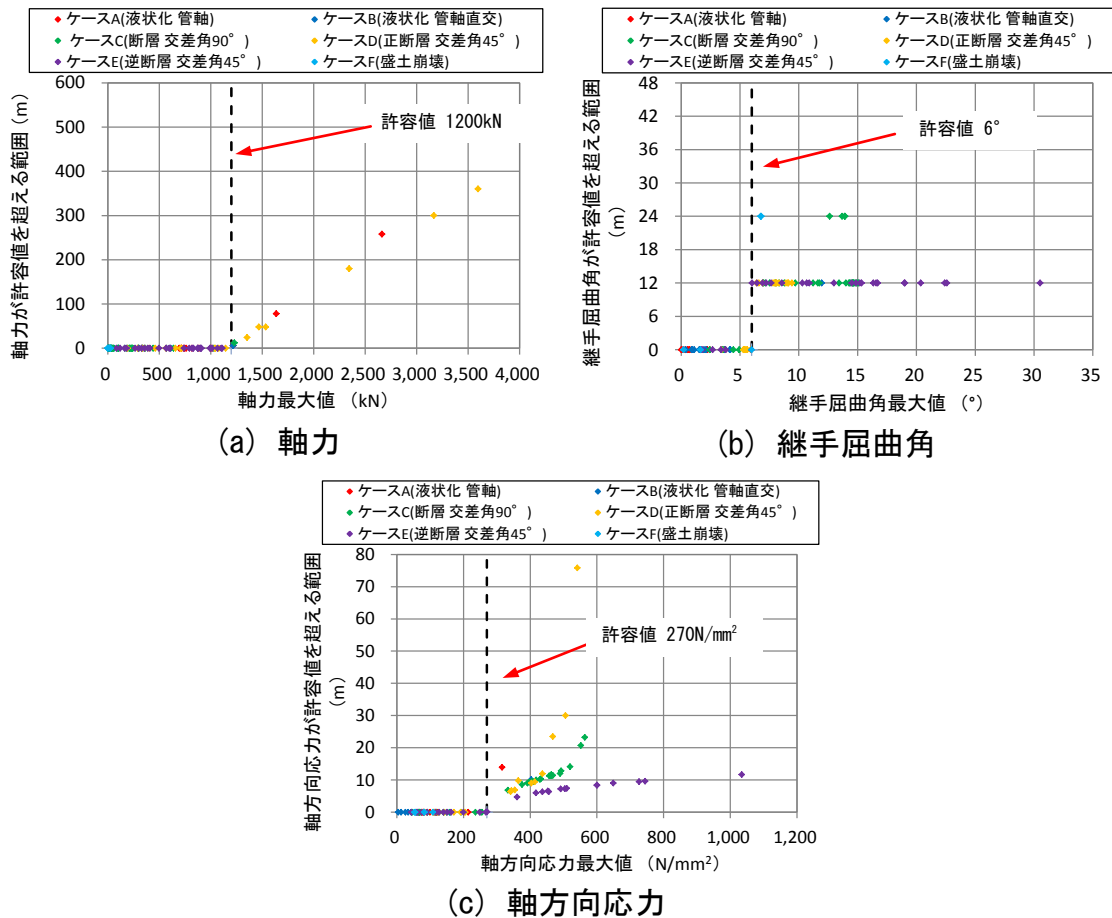 ケースA(液状化 管軸) ケースB(液状化 管軸直交)
ケースC(断層 交差角90°) ケースD(正断層 交差角45°)
ケースE(逆断層 交差角45°) ケースF(盛土崩壊)
軸力が許容値を超える範囲(m)
600
500
400
300
200
100
0
許容値 1200kN
0 500 1,000 1,500 2,000 2,500 3,000 3,500 4,000
軸力最大値 (kN)
(a) 軸力
ケースA(液状化 管軸) ケースB(液状化 管軸直交)
ケースC(断層 交差角90°) ケースD(正断層 交差角45°)
ケースE(逆断層 交差角45°) ケースF(盛土崩壊)
継手屈曲角が許容値を超える範囲
(m)
48
42
36
30
24
18
12
6
0
許容値 6°
0 5 10 15 20 25 30 35
継手屈曲角最大値 (°)
(b) 継手屈曲角
ケースA(液状化 管軸) ケースB(液状化 管軸直交)
ケースC(断層 交差角90°) ケースD(正断層 交差角45°)
ケースE(逆断層 交差角45°) ケースF(盛土崩壊)
軸方向応力が許容値を超える範囲
(m)
80
70
60
50
40
30
20
10
0
許容値 270N/mm²
0 200 400 600 800 1,000 1,200
軸方向応力最大値 (N/mm²)
(c) 軸方向応力